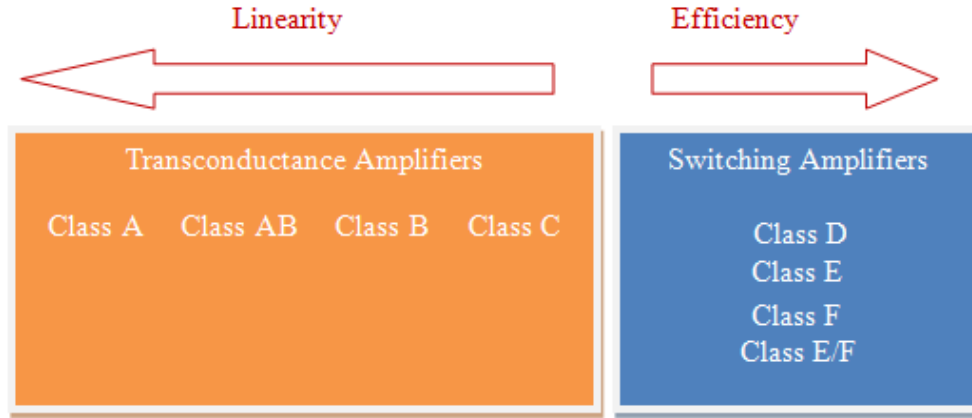 Linearity Efficiency
Transconductance Amplifiers
Class A Class AB Class B Class C
Switching Amplifiers
Class D
Class E
Class F
Class E/F